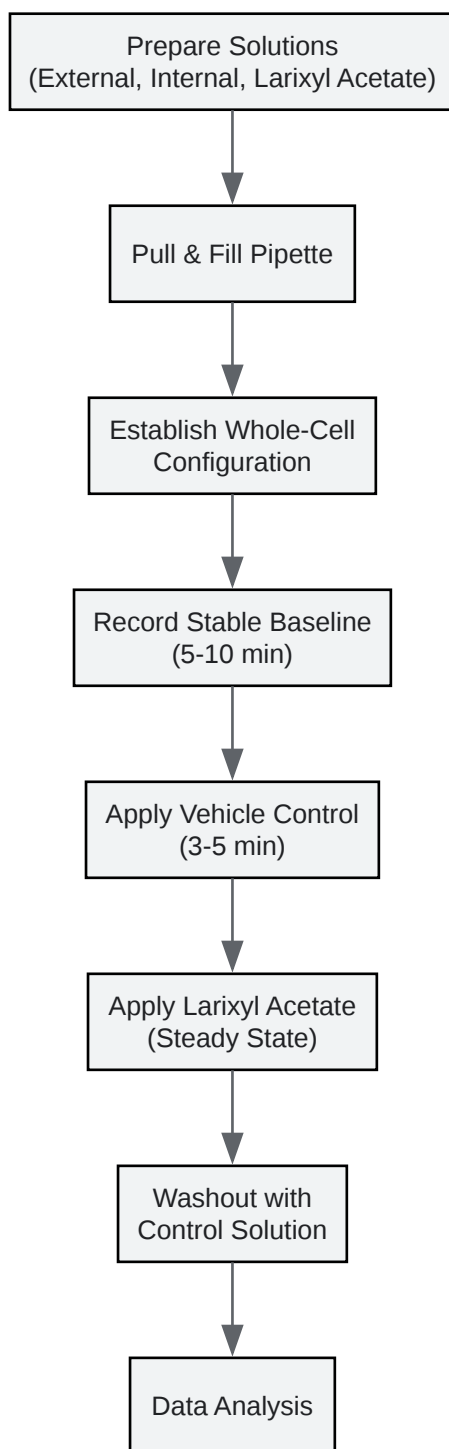 Prepare Solutions
(External, Internal, Larixyl Acetate)
Pull & Fill Pipette
Establish Whole-Cell
Configuration
Record Stable Baseline
(5-10 min)
Apply Vehicle Control
(3-5 min)
Apply Larixyl Acetate
(Steady State)
Washout with
Control Solution
Data Analysis